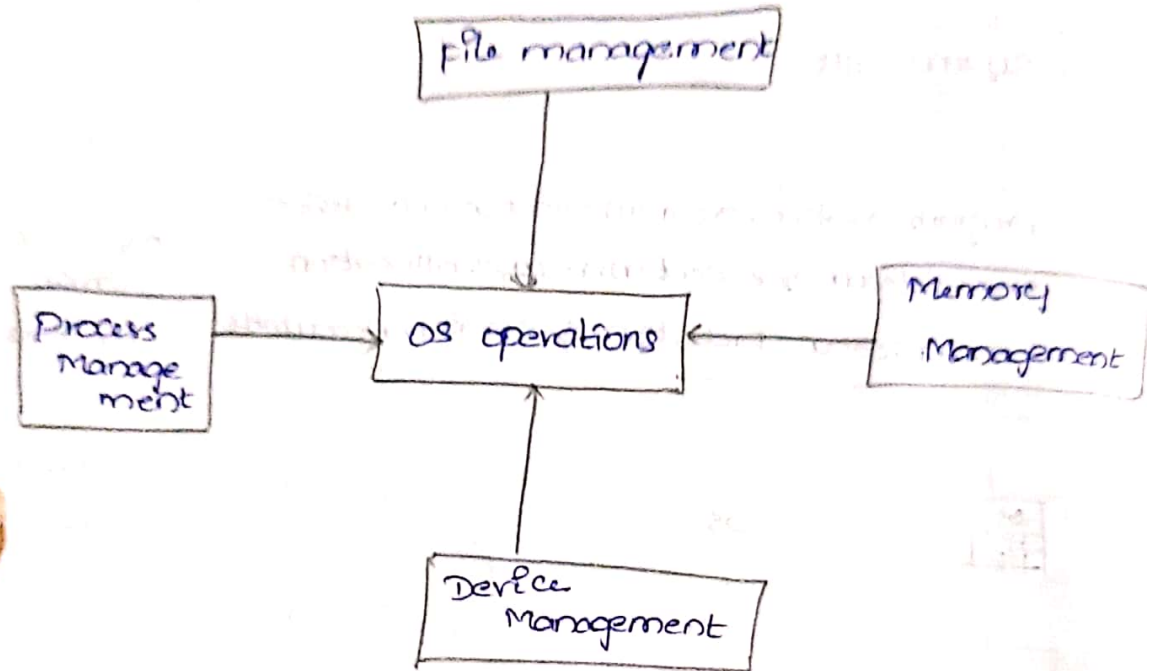 File management
Process
Manage
ment
OS operations
Memory
Management
Device
Management